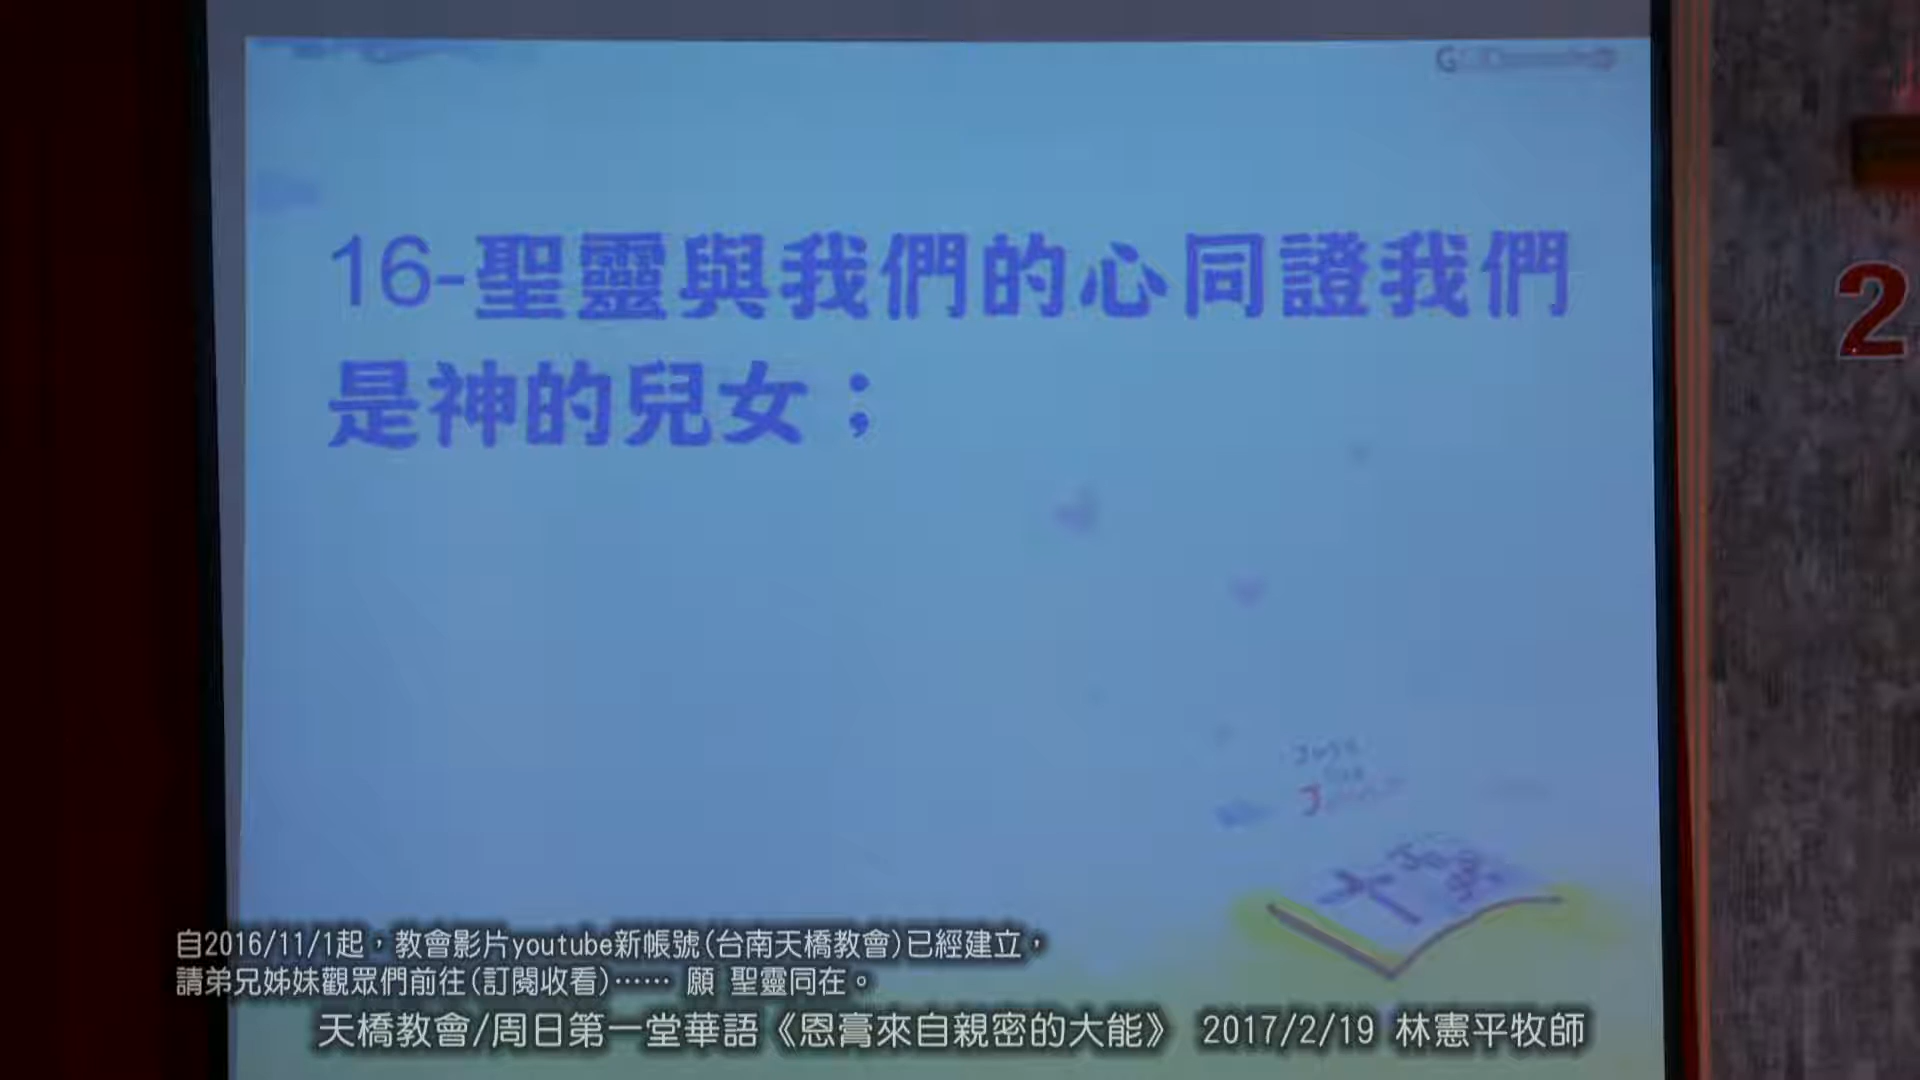 16-聖靈與我們的心同證我們
是神的兒女；
2
十字
自2016/11/1起，教會影片youtube新帳號(台南天橋教會)已經建立，
請弟兄姊妹觀眾們前往(訂閱收看)…… 願 聖靈同在。
天橋教會/周日第一堂華語《恩膏來自親密的大能》 2017/2/19 林憲平牧師